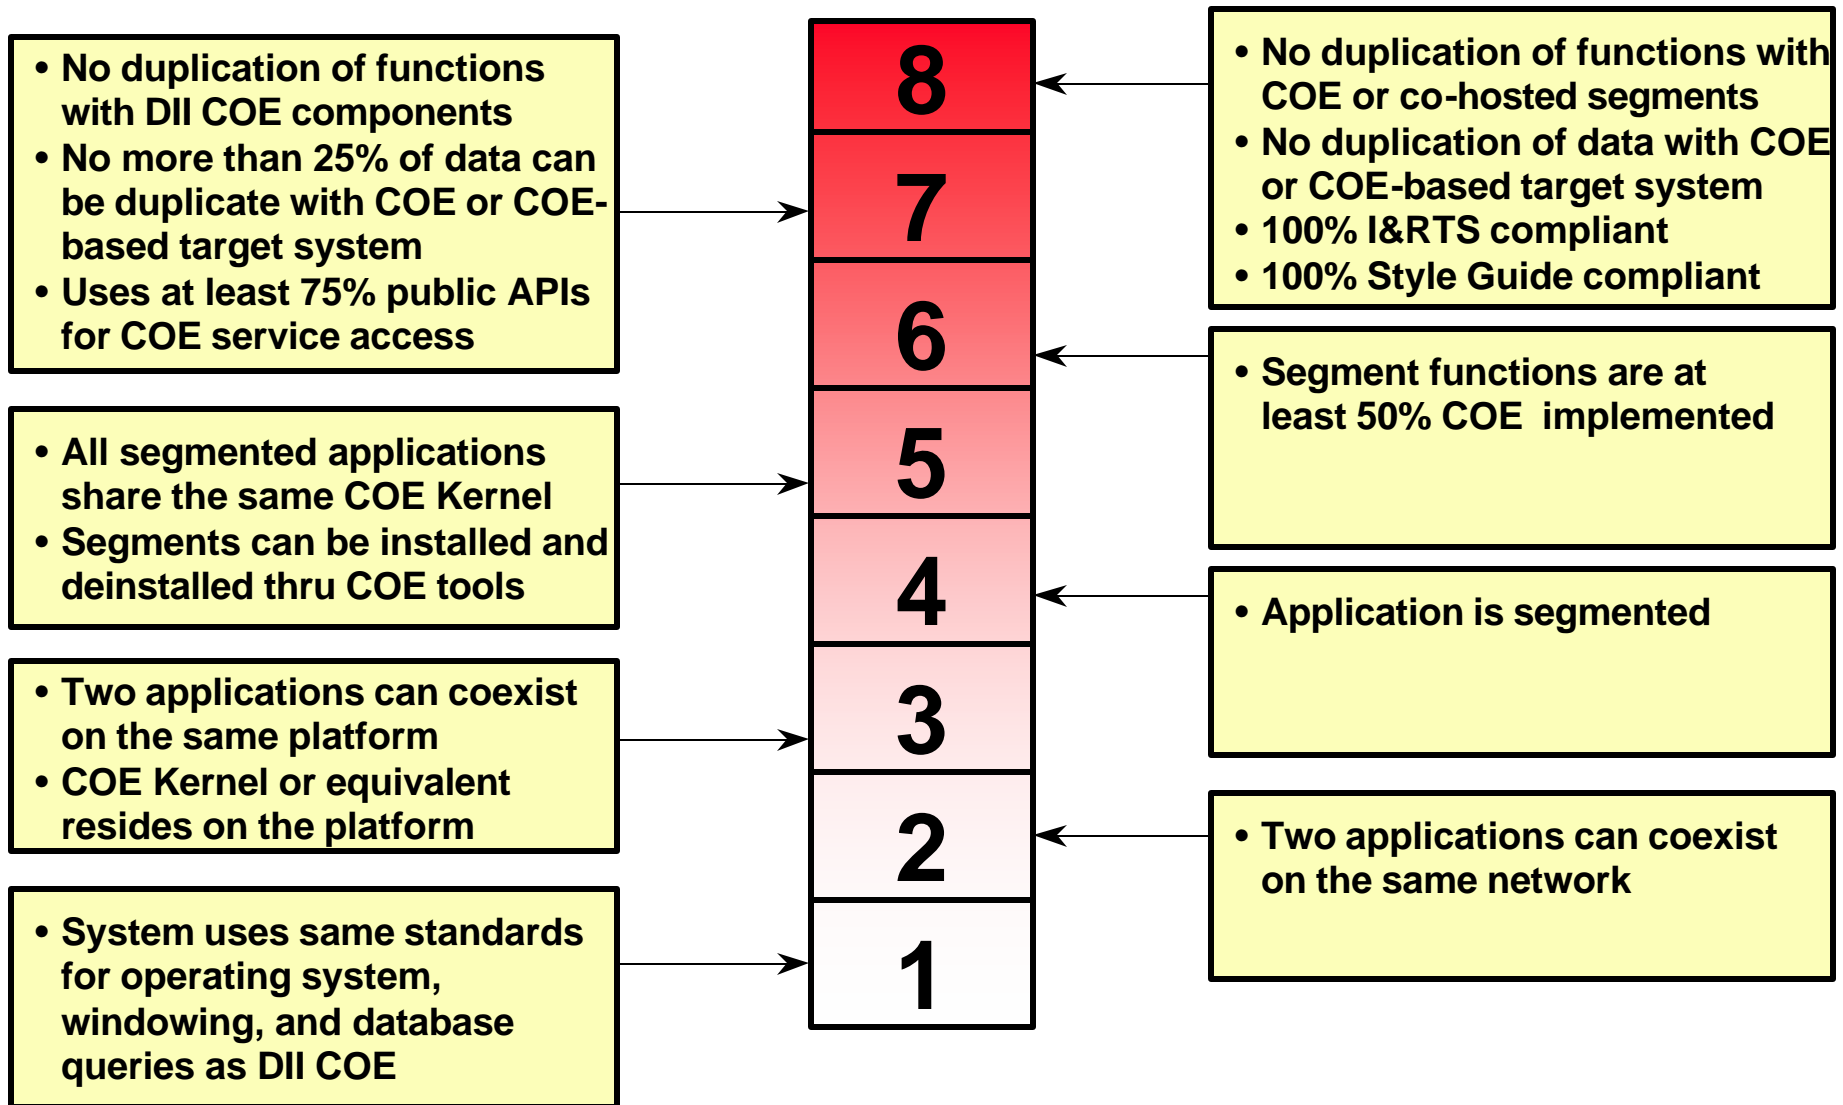 • No duplication of functions
with DII COE components
• No more than 25% of data can
be duplicate with COE or COE-
based target system
• Uses at least 75% public APIs
for COE service access
• All segmented applications
share the same COE Kernel
• Segments can be installed and
deinstalled thru COE tools
• Two applications can coexist
on the same platform
• COE Kernel or equivalent
resides on the platform
• System uses same standards
for operating system,
windowing, and database
queries as DII COE
8
7
6
5
4
3
2
1
• No duplication of functions with
COE or co-hosted segments
• No duplication of data with COE
or COE-based target system
• 100% I&RTS compliant
• 100% Style Guide compliant
• Segment functions are at
least 50% COE implemented
• Application is segmented
• Two applications can coexist
on the same network